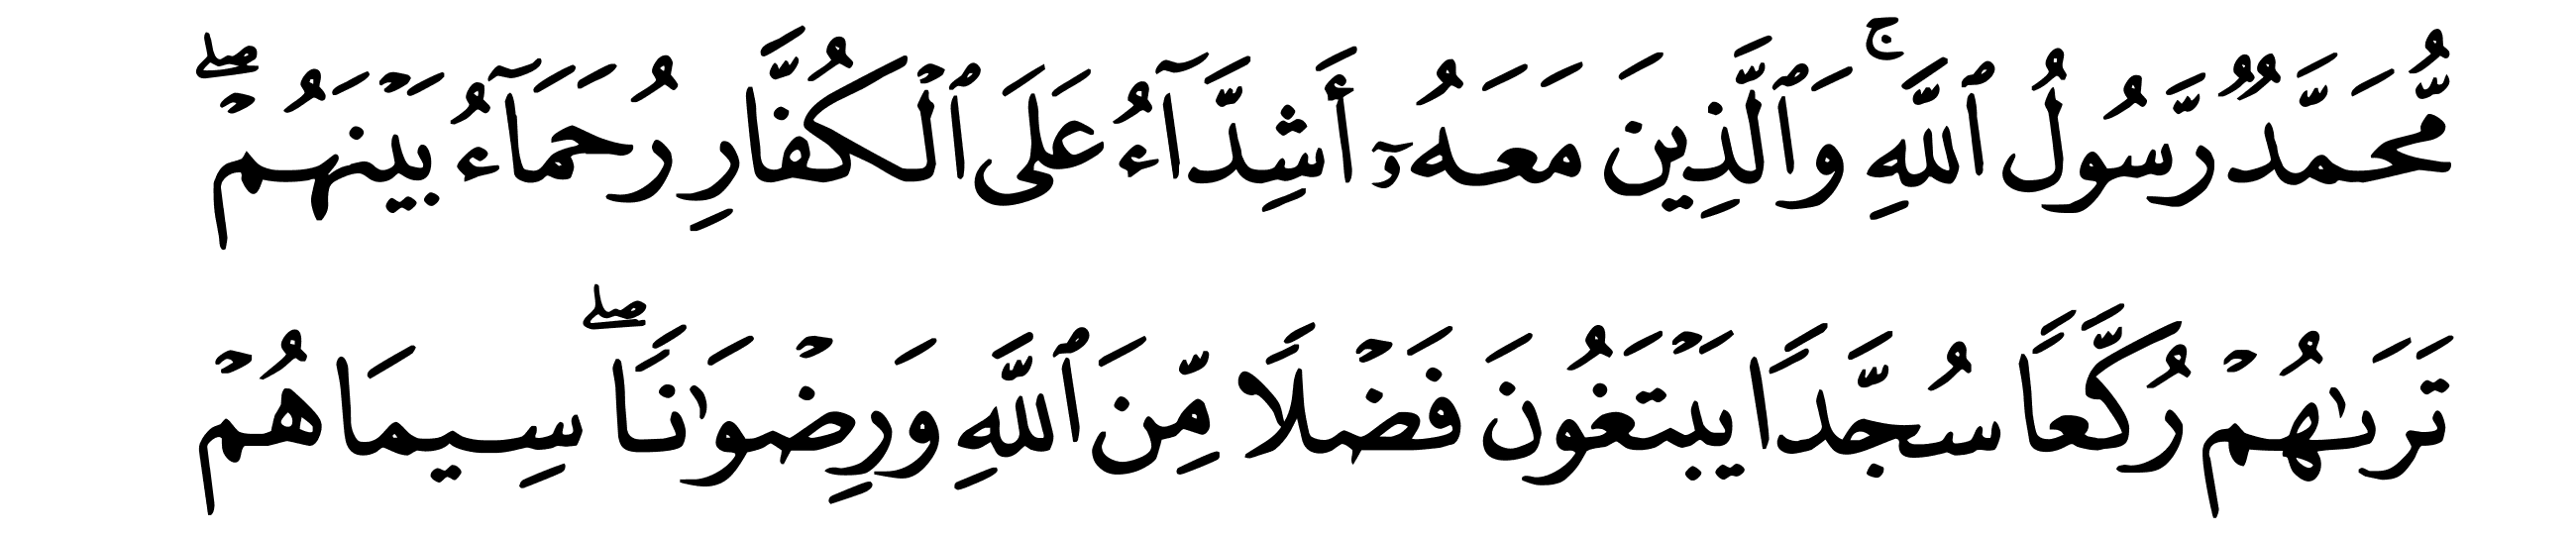 مُّحَمَّدٌ رَّسُولُ ٱللَّهِۚ وَٱلَّذِينَ مَعَهُۥٓ أَشِدَّآءُ عَلَى ٱلْكُفَّارِ رُحَمَآءُ بَيْنَهُمْۖ
تَرَىٰهُمْ رُكَّعًا سُجَّدًا يَبْتَغُونَ فَضْلًا مِّنَ ٱللَّهِ وَرِضْوَٰنًاۖ سِيمَاهُمْ